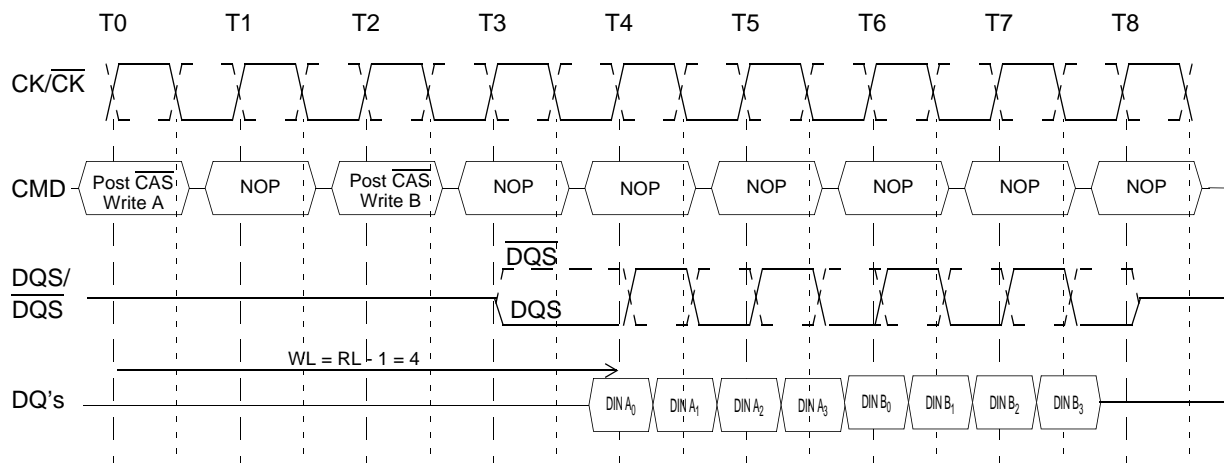 T0 T1 T2 T3 T4 T5 T6 T7 T8
CK/CK
CMD
Post CAS
Write A
NOP
Post CAS
Write B
NOP
NOP
NOP
NOP
NOP
NOP
DQS/
DQS
DQS
DQS
WL = RL - 1 = 4
DQ's
DIN A0 DIN A1 DIN A2 DIN A3 DIN B0 DIN B1 DIN B2 DIN B3